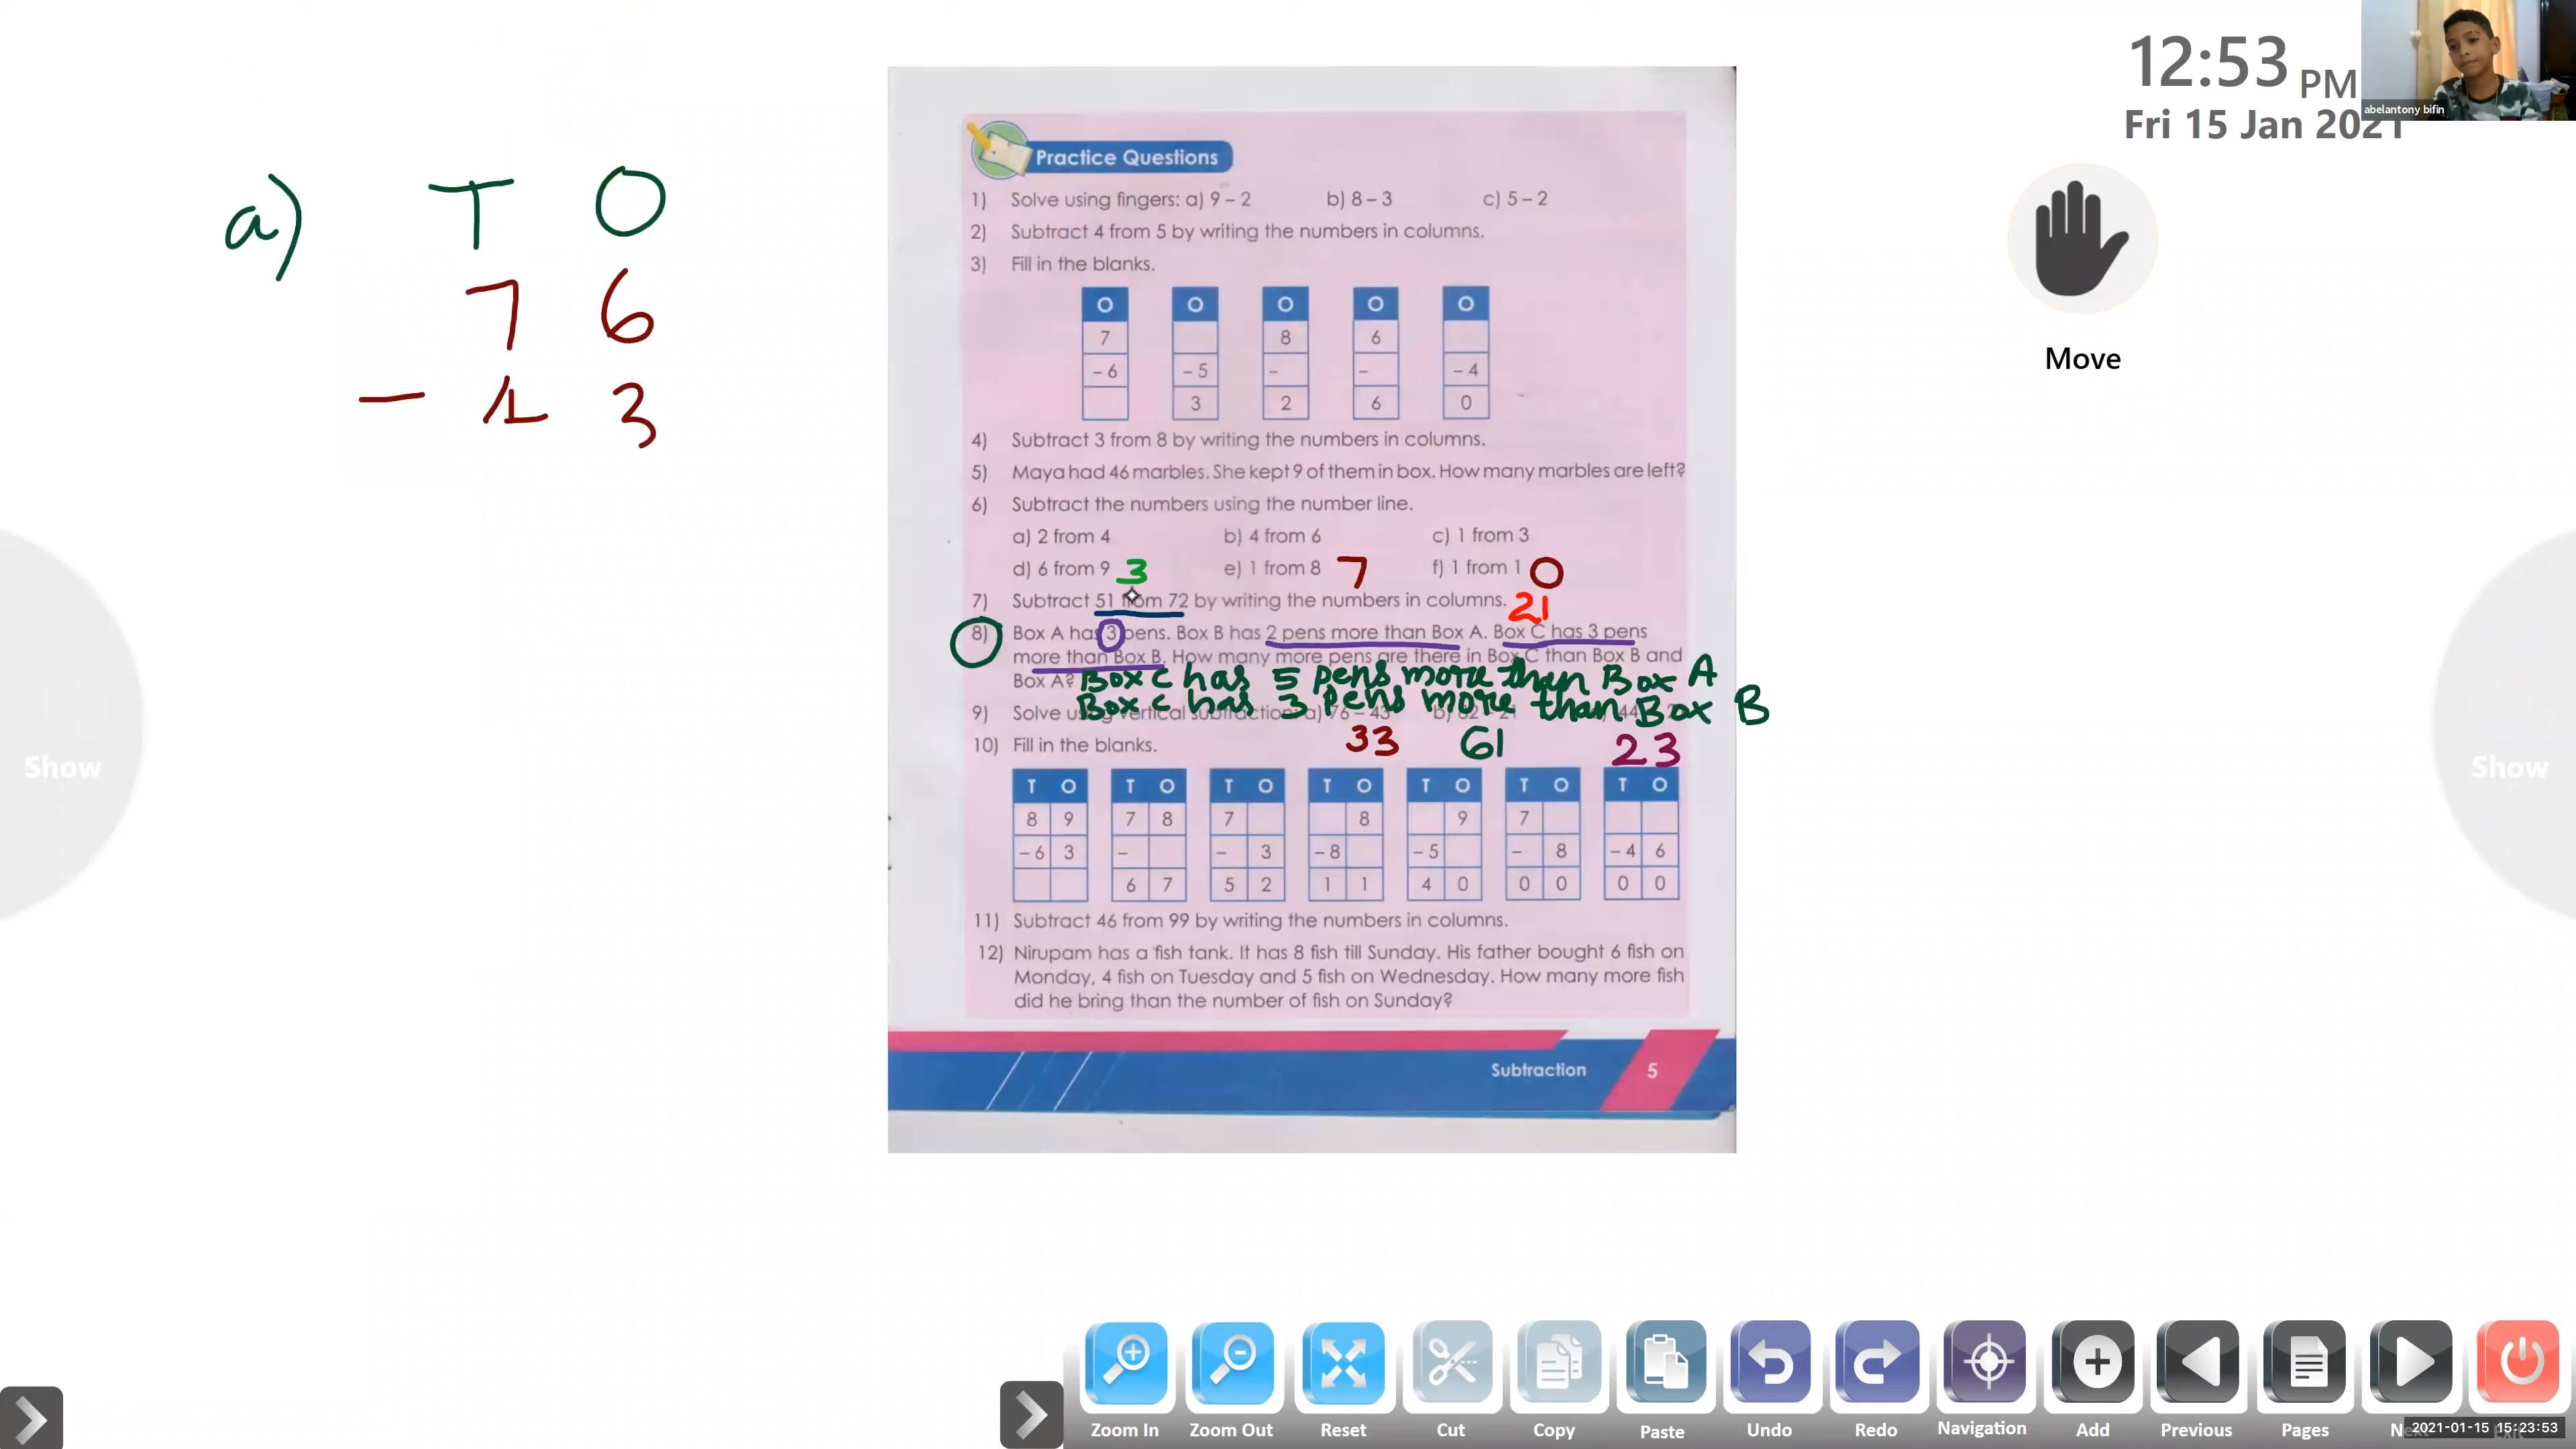 12:53 PM
Fri 15 Jan 2021
abelantony bifin
Move
a) T O
7 6
- 4 3
Practice Questions
1) Solve using fingers: a) 9 – 2 b) 8 – 3 c) 5 – 2
2) Subtract 4 from 5 by writing the numbers in columns.
3) Fill in the blanks.
O O O O O
7 8 6
– 6 – 5 – – – 4
3 2 6 0
4) Subtract 3 from 8 by writing the numbers in columns.
5) Maya had 46 marbles. She kept 9 of them in box. How many marbles are left?
6) Subtract the numbers using the number line.
a) 2 from 4 b) 4 from 6 c) 1 from 3
d) 6 from 9 3 e) 1 from 8 7 f) 1 from 1 0
7) Subtract 51 from 72 by writing the numbers in columns. 21
8) Box A has 3 pens. Box B has 2 pens more than Box A. Box C has 3 pens
more than Box B. How many more pens are there in Box C than Box B and
Box A? Box C has 5 pens more than Box A
Box C has 3 pens more than Box B
9) Solve using vertical subtraction: a) 76 – 43 b)
33 61 23
10) Fill in the blanks.
T O T O T O T O T O T O T O
8 9 7 8 7 8 9 7
– 6 3 – – 3 – 8 – 5 – 8 – 4 6
6 7 5 2 1 1 4 0 0 0 0 0
11) Subtract 46 from 99 by writing the numbers in columns.
12) Nirupam has a fish tank. It has 8 fish till Sunday. His father bought 6 fish on
Monday, 4 fish on Tuesday and 5 fish on Wednesday. How many more fish
did he bring than the number of fish on Sunday?
Subtraction 5
Show
Show
Zoom In Zoom Out Reset Cut Copy Paste Undo Redo Navigation Add Previous Pages
2021-01-15 15:23:53